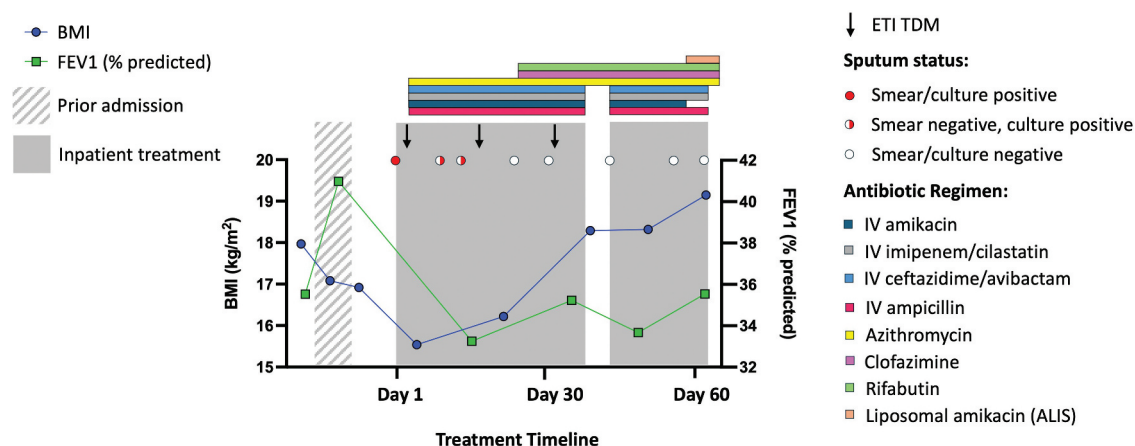 BMI
FEV1 (% predicted)
Prior admission
Inpatient treatment
20
19
18
17
16
15
BMI (kg/m2)
42
40
38
36
34
32
FEV1 (% predicted)
Day 1
Day 30
Day 60
Treatment Timeline
ETI TDM
Sputum status:
Smear/culture positive
Smear negative, culture positive
Smear/culture negative
Antibiotic Regimen:
IV amikacin
IV imipenem/cilastatin
IV ceftazidime/avibactam
IV ampicillin
Azithromycin
Clofazimine
Rifabutin
Liposomal amikacin (ALIS)